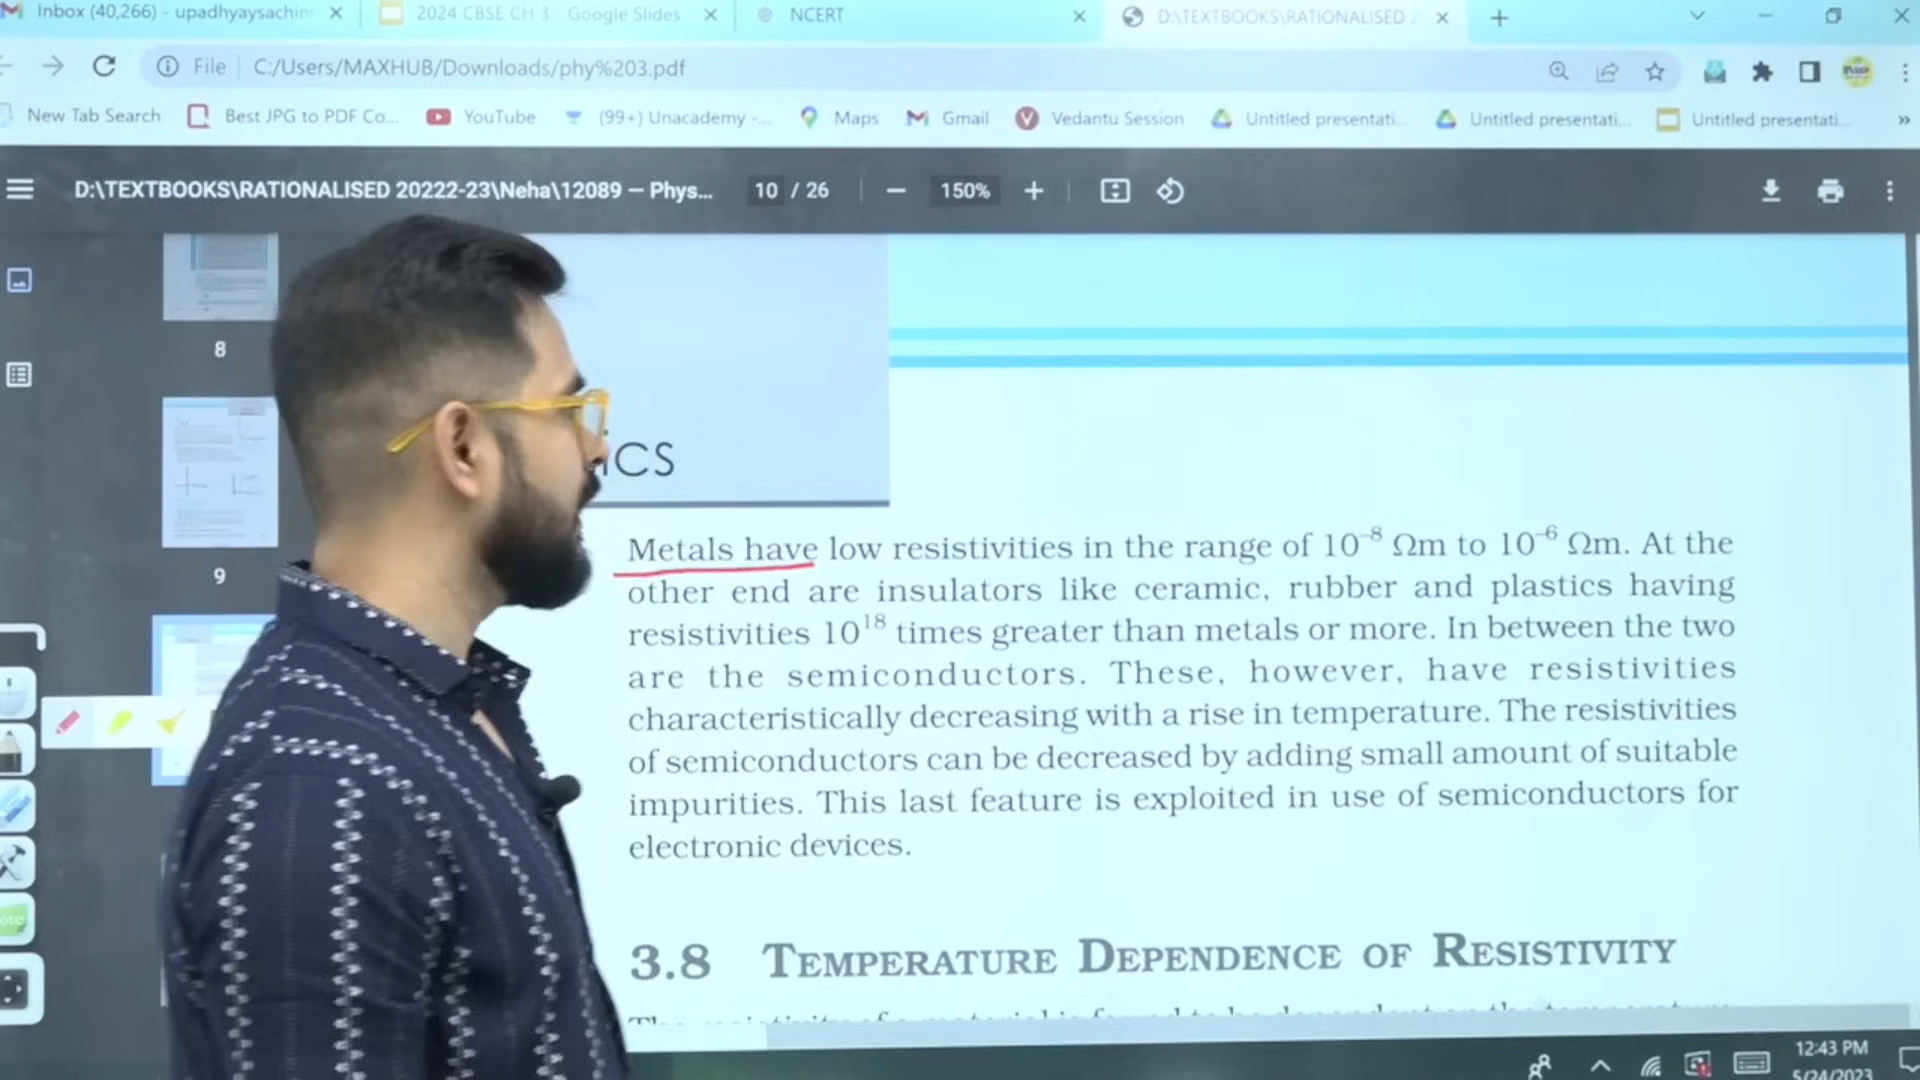 Inbox (40,266) - upadhyaysachin
2024 CBSE CH 3 - Google Slides
NCERT
D:\TEXTBOOKS\RATIONALISED
File
C:/Users/MAXHUB/Downloads/phy%203.pdf
New Tab Search
Best JPG to PDF Co...
YouTube
(99+) Unacademy -...
Maps
Gmail
Vedantu Session
Untitled presentati...
Untitled presentati...
Untitled presentati...
D:\TEXTBOOKS\RATIONALISED 20222-23\Neha\12089 — Phys...
10 / 26
150%
8
9
ICS
Metals have low resistivities in the range of 10⁻⁸ Ωm to 10⁻⁶ Ωm. At the
other end are insulators like ceramic, rubber and plastics having
resistivities 10¹⁸ times greater than metals or more. In between the two
are the semiconductors. These, however, have resistivities
characteristically decreasing with a rise in temperature. The resistivities
of semiconductors can be decreased by adding small amount of suitable
impurities. This last feature is exploited in use of semiconductors for
electronic devices.
3.8 TEMPERATURE DEPENDENCE OF RESISTIVITY
12:43 PM
5/24/2023